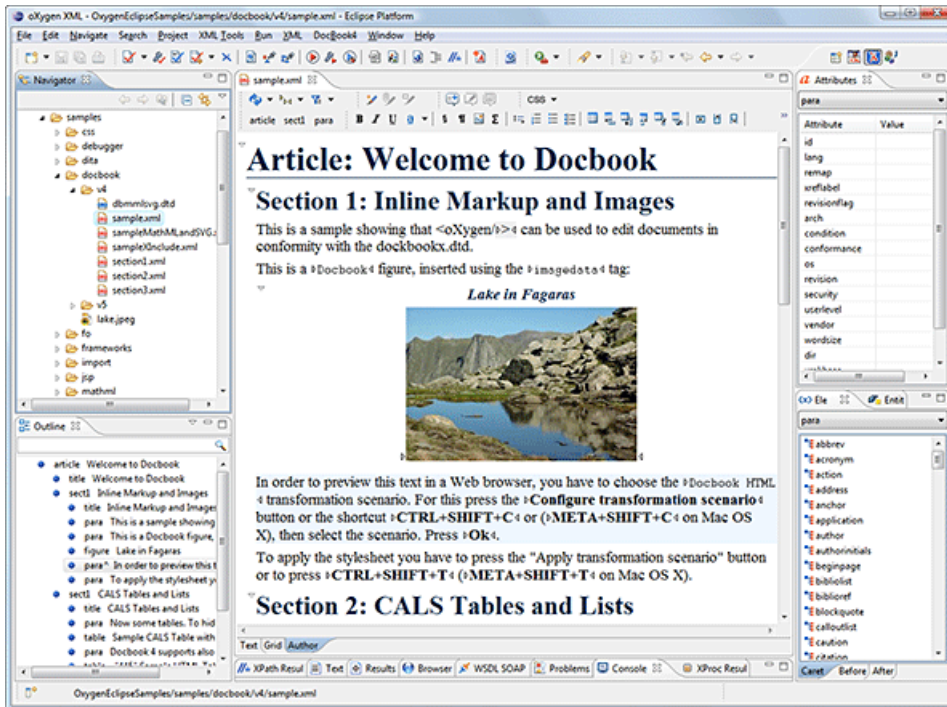 oXygen XML - OxygenEclipseSamples/samples/docbook/v4/sample.xml - Eclipse Platform
File Edit Navigate Search Project XML Tools Run XML DocBook4 Window Help
Navigator
samples
css
debugger
dita
docbook
v4
dbmmlsvg.dtd
sample.xml
sampleMathMLandSVG.
sampleXInclude.xml
section1.xml
section2.xml
section3.xml
v5
lake.jpeg
fo
frameworks
import
jsp
mathml
Outline
article Welcome to Docbook
title Welcome to Docbook
sect1 Inline Markup and Images
title Inline Markup and Images
para This is a sample showing
para This is a Docbook figure,
figure Lake in Fagaras
para^ In order to preview this t
para To apply the stylesheet y
sect1 CALS Tables and Lists
title CALS Tables and Lists
para Now some tables. To hid
table Sample CALS Table with
para Docbook 4 supports also
sample.xml
CSS
article sect1 para B I U
Article: Welcome to Docbook
Section 1: Inline Markup and Images
This is a sample showing that <oXygen/> can be used to edit documents in
conformity with the dockbookx.dtd.
This is a Docbook figure, inserted using the imagedata tag:
Lake in Fagaras
In order to preview this text in a Web browser, you have to choose the Docbook HTML
transformation scenario. For this press the Configure transformation scenario
button or the shortcut CTRL+SHIFT+C or (META+SHIFT+C on Mac OS
X), then select the scenario. Press Ok.
To apply the stylesheet you have to press the "Apply transformation scenario" button
or to press CTRL+SHIFT+T (META+SHIFT+T on Mac OS X).
Section 2: CALS Tables and Lists
Text Grid Author
XPath Resul Text Results Browser WSDL SOAP Problems Console XProc Resul
Attributes
para
Attribute Value
id
lang
remap
xreflabel
revisionflag
arch
condition
conformance
os
revision
security
userlevel
vendor
wordsize
dir
Ele Entit
para
abbrev
acronym
action
address
anchor
application
author
authorinitials
beginpage
bibliolist
biblioref
blockquote
calloutlist
caution
citation
Caret Before After
OxygenEclipseSamples/samples/docbook/v4/sample.xml